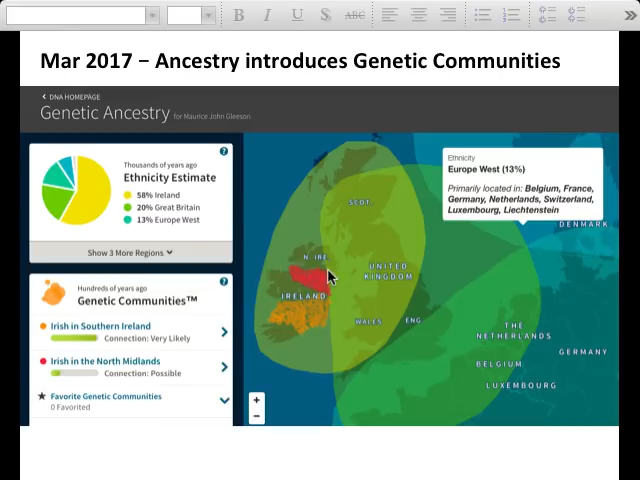 B I U S ABC
Mar 2017 – Ancestry introduces Genetic Communities
DNA HOMEPAGE
Genetic Ancestry for Maurice John Gleeson
Thousands of years ago
Ethnicity Estimate
58% Ireland
20% Great Britain
13% Europe West
Show 3 More Regions
Hundreds of years ago
Genetic Communities™
Irish in Southern Ireland
Connection: Very Likely
Irish in the North Midlands
Connection: Possible
Favorite Genetic Communities
0 Favorited
Ethnicity
Europe West (13%)
Primarily located in: Belgium, France,
Germany, Netherlands, Switzerland,
Luxembourg, Liechtenstein
SCOT.
DENMARK
N. IRE
UNITED
KINGDOM
IRELAND
WALES
ENG.
THE
NETHERLANDS
GERMANY
BELGIUM
LUXEMBOURG
+
−